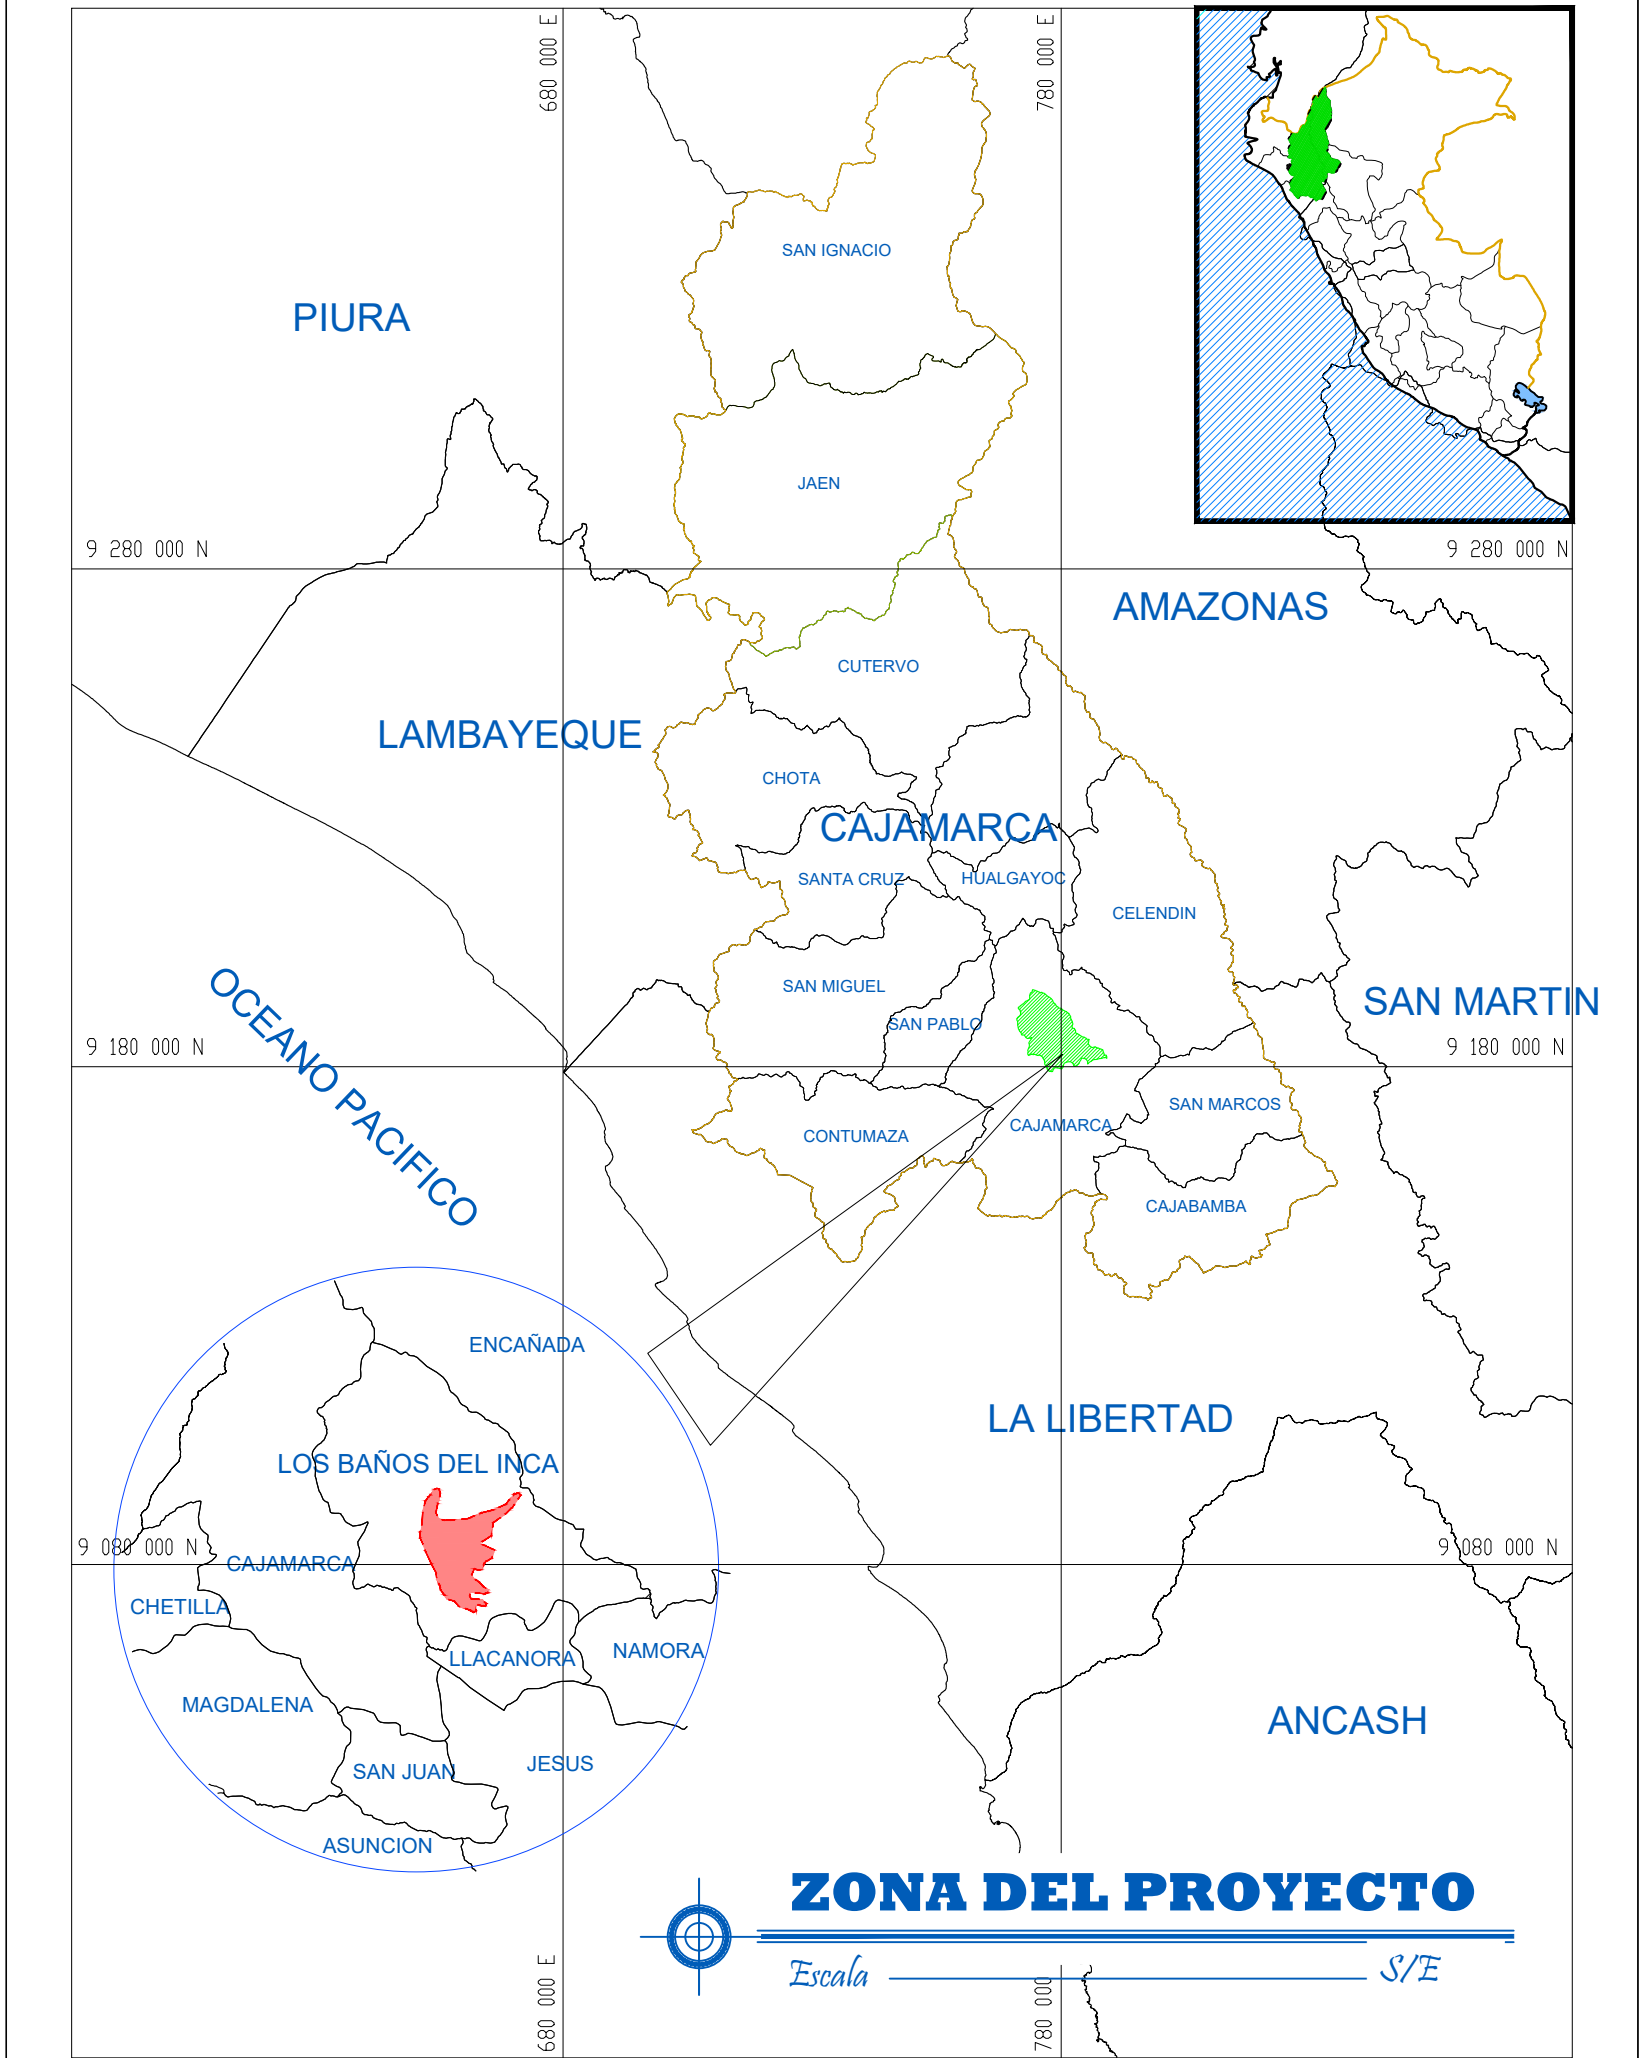 680 000 E
780 000 E
SAN IGNACIO
PIURA
JAEN
9 280 000 N
9 280 000 N
AMAZONAS
CUTERVO
LAMBAYEQUE
CHOTA
CAJAMARCA
SANTA CRUZ
HUALGAYOC
CELENDIN
OCEANO PACIFICO
SAN MIGUEL
SAN MARTIN
SAN PABLO
9 180 000 N
9 180 000 N
SAN MARCOS
CAJAMARCA
CONTUMAZA
CAJABAMBA
ENCAÑADA
LA LIBERTAD
LOS BAÑOS DEL INCA
9 080 000 N
9 080 000 N
CAJAMARCA
CHETILLA
LLACANORA
NAMORA
MAGDALENA
ANCASH
SAN JUAN
JESUS
ASUNCION
ZONA DEL PROYECTO
Escala
S/E
680 000 E
780 000